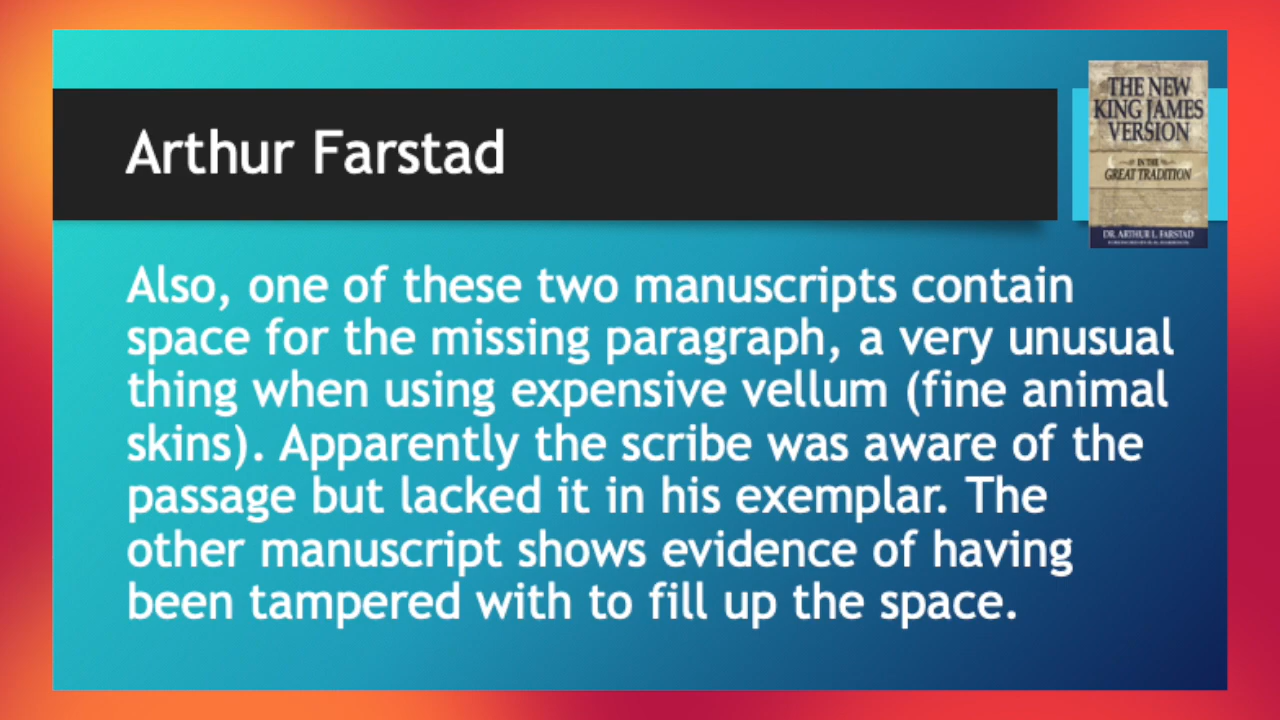 Arthur Farstad
THE NEW
KING JAMES
VERSION
IN THE
GREAT TRADITION
DR. ARTHUR L. FARSTAD
Also, one of these two manuscripts contain
space for the missing paragraph, a very unusual
thing when using expensive vellum (fine animal
skins). Apparently the scribe was aware of the
passage but lacked it in his exemplar. The
other manuscript shows evidence of having
been tampered with to fill up the space.